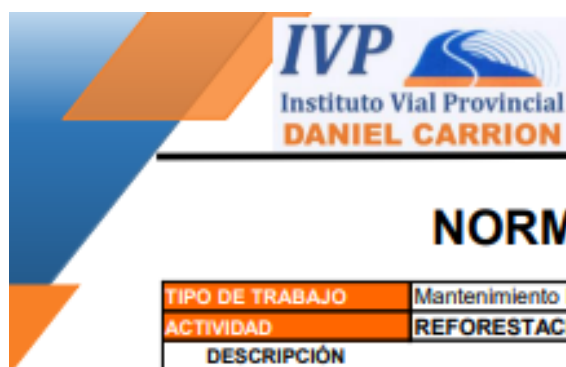 IVP
Instituto Vial Provincial
DANIEL CARRION
NORM
TIPO DE TRABAJO Mantenimiento
ACTIVIDAD REFORESTAC
DESCRIPCIÓN